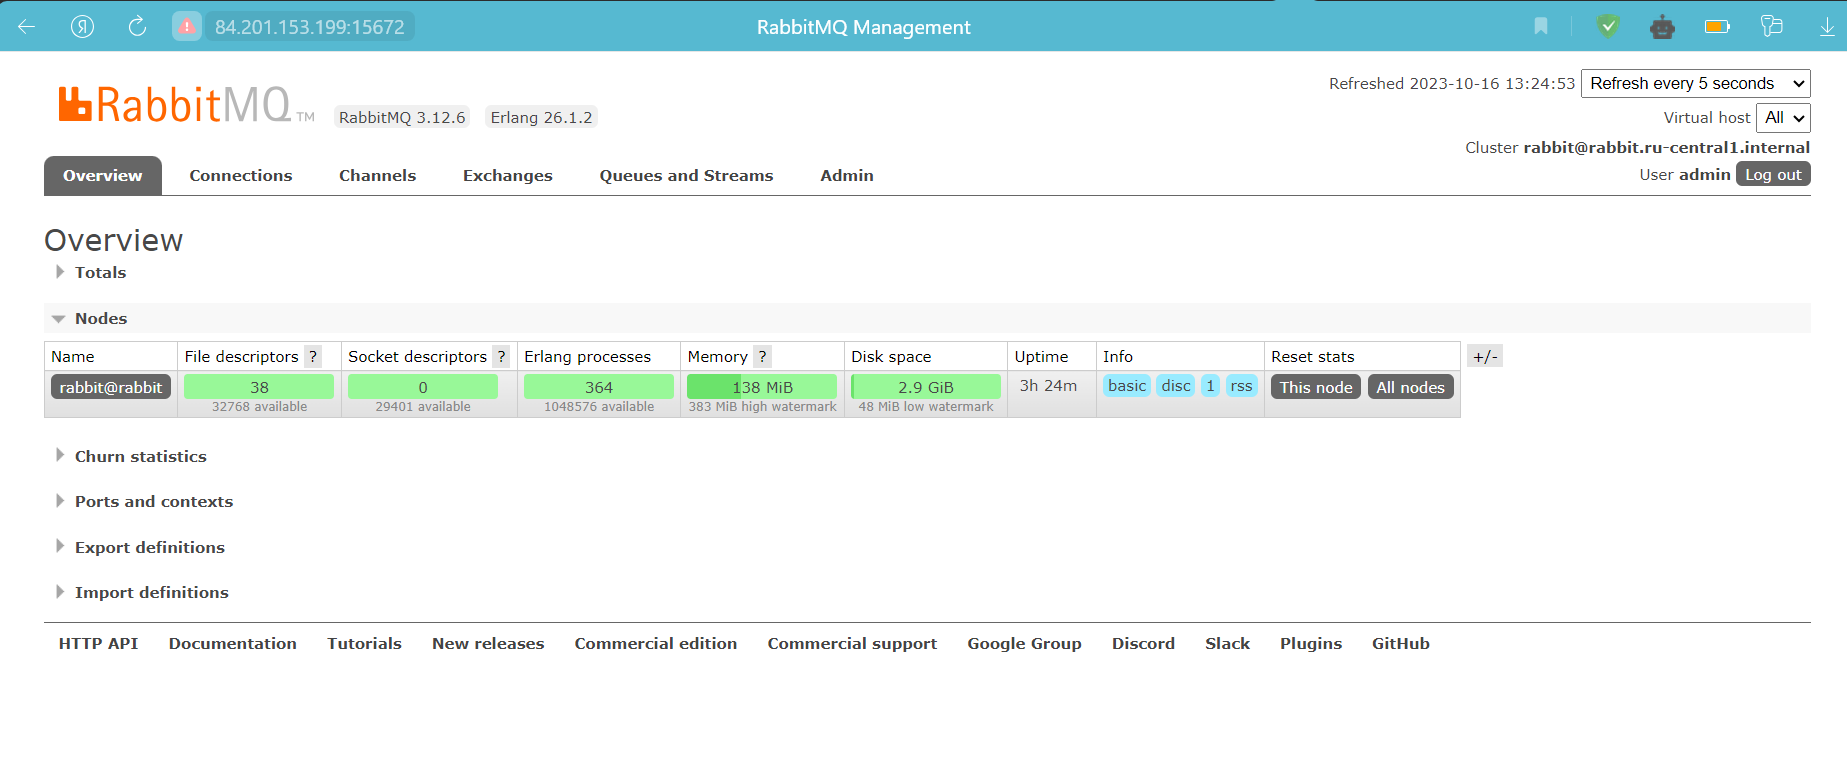 84.201.153.199:15672 RabbitMQ Management
Refreshed 2023-10-16 13:24:53 Refresh every 5 seconds
RabbitMQ TM RabbitMQ 3.12.6 Erlang 26.1.2
Virtual host All
Cluster rabbit@rabbit.ru-central1.internal
User admin Log out
Overview Connections Channels Exchanges Queues and Streams Admin
Overview
Totals
Nodes
Name File descriptors ? Socket descriptors ? Erlang processes Memory ? Disk space Uptime Info Reset stats +/-
rabbit@rabbit 38 0 364 138 MiB 2.9 GiB 3h 24m basic disc 1 rss This node All nodes
32768 available 29401 available 1048576 available 383 MiB high watermark 48 MiB low watermark
Churn statistics
Ports and contexts
Export definitions
Import definitions
HTTP API Documentation Tutorials New releases Commercial edition Commercial support Google Group Discord Slack Plugins GitHub